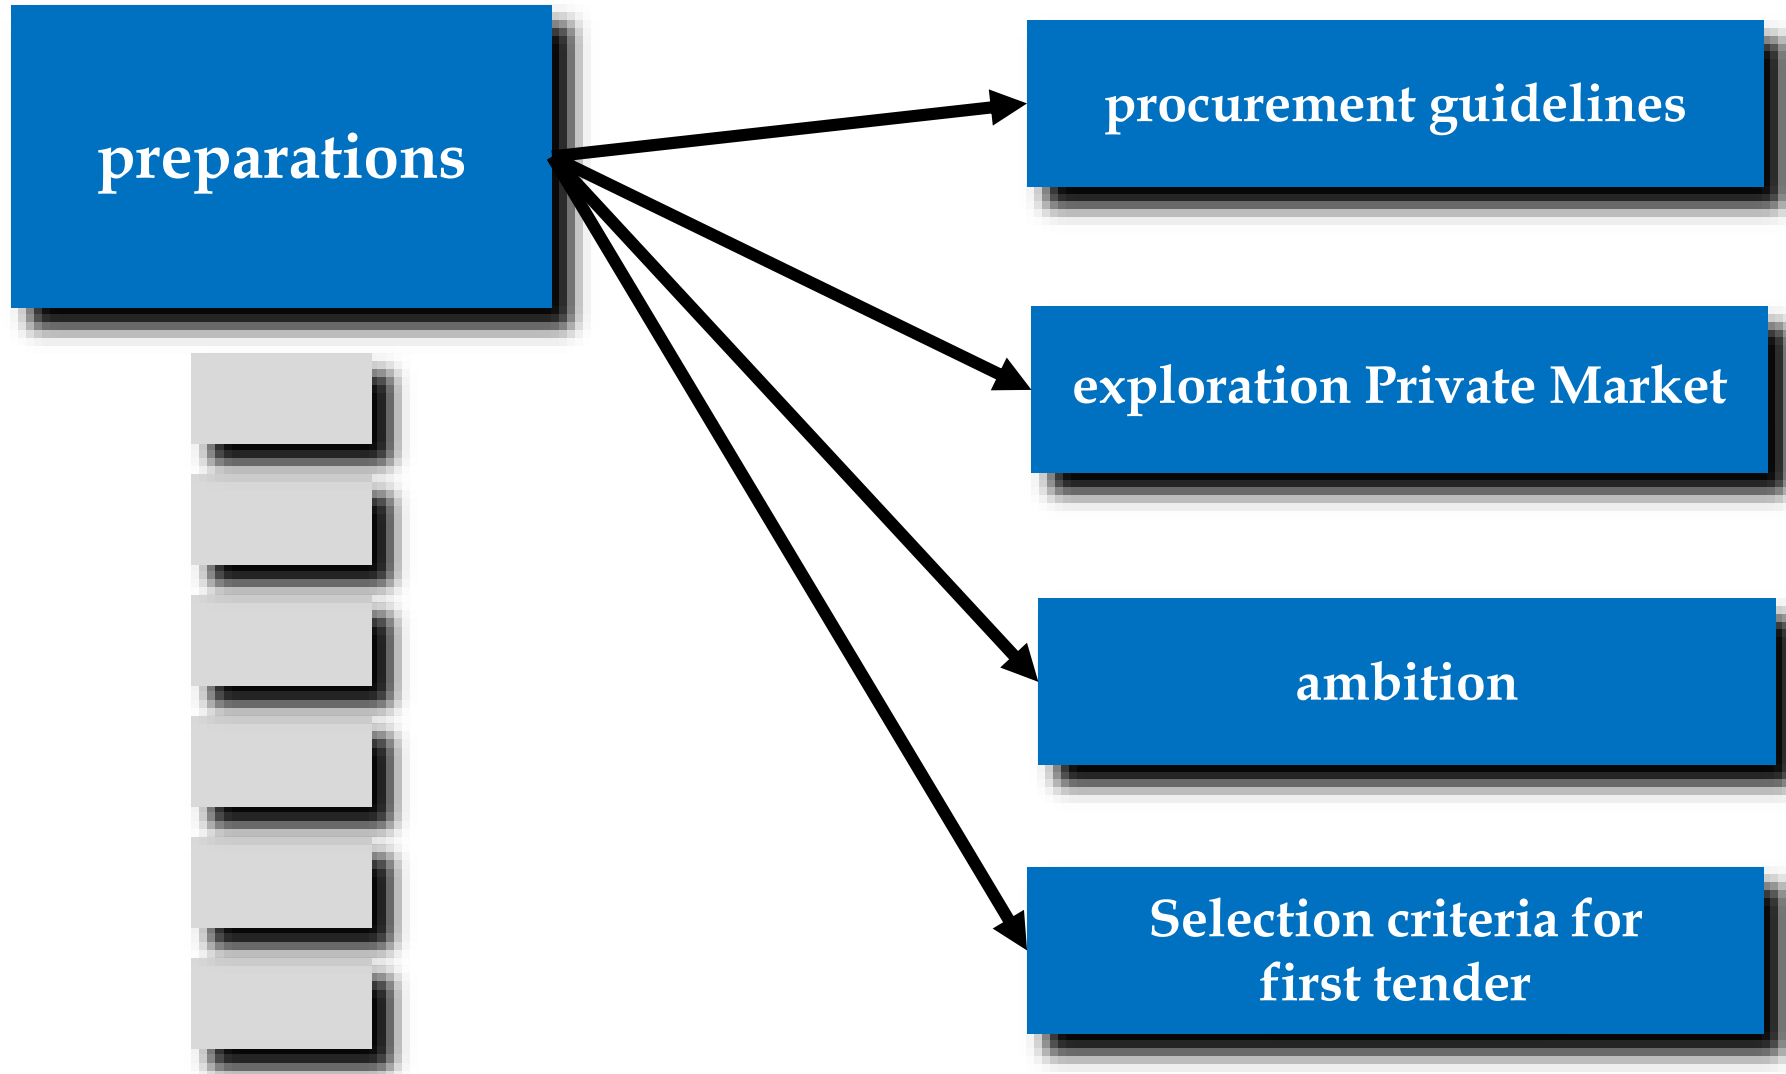 preparations
procurement guidelines
exploration Private Market
ambition
Selection criteria for
first tender